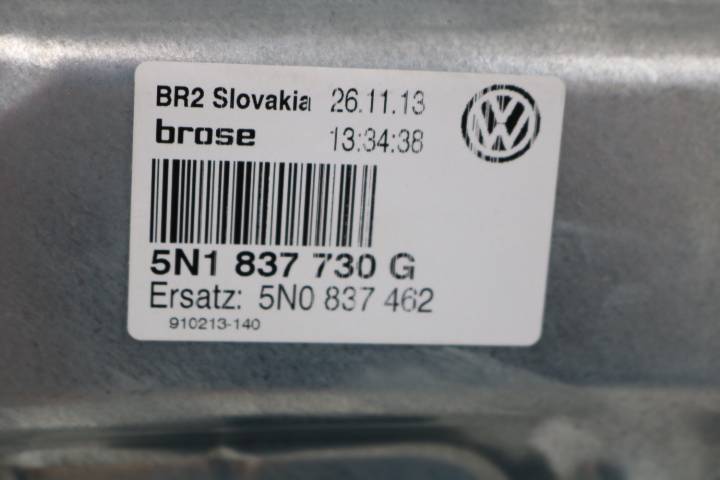 BR2 Slovakia 26.11.13
brose 13:34:38
5N1 837 730 G
Ersatz: 5N0 837 462
910213-140